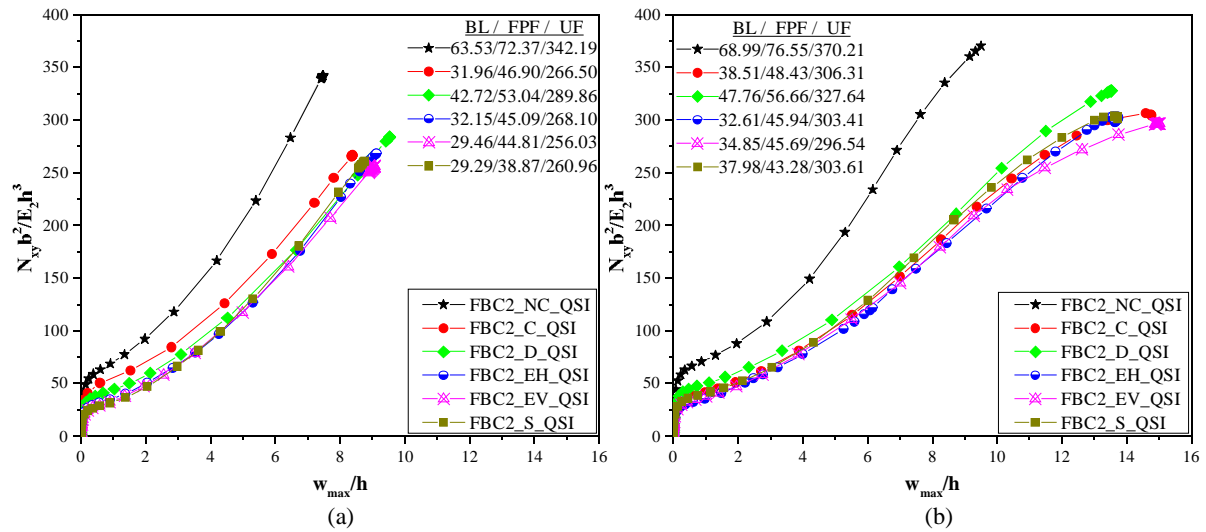 BL / FPF / UF
63.53/72.37/342.19
31.96/46.90/266.50
42.72/53.04/289.86
32.15/45.09/268.10
29.46/44.81/256.03
29.29/38.87/260.96
FBC2_NC_QSI
FBC2_C_QSI
FBC2_D_QSI
FBC2_EH_QSI
FBC2_EV_QSI
FBC2_S_QSI
400
350
300
250
200
150
100
50
0
N_xy b²/E₂h³
0 2 4 6 8 10 12 14 16
w_max/h
(a)
BL / FPF / UF
68.99/76.55/370.21
38.51/48.43/306.31
47.76/56.66/327.64
32.61/45.94/303.41
34.85/45.69/296.54
37.98/43.28/303.61
FBC2_NC_QSI
FBC2_C_QSI
FBC2_D_QSI
FBC2_EH_QSI
FBC2_EV_QSI
FBC2_S_QSI
400
350
300
250
200
150
100
50
0
N_xy b²/E₂h³
0 2 4 6 8 10 12 14 16
w_max/h
(b)